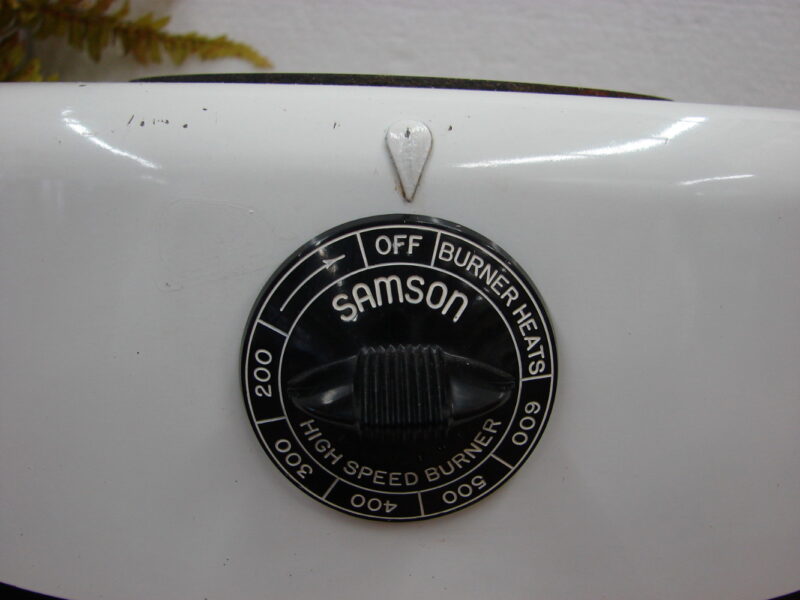 OFF
BURNER HEATS
600
500
400
300
200
SAMSON
HIGH SPEED BURNER